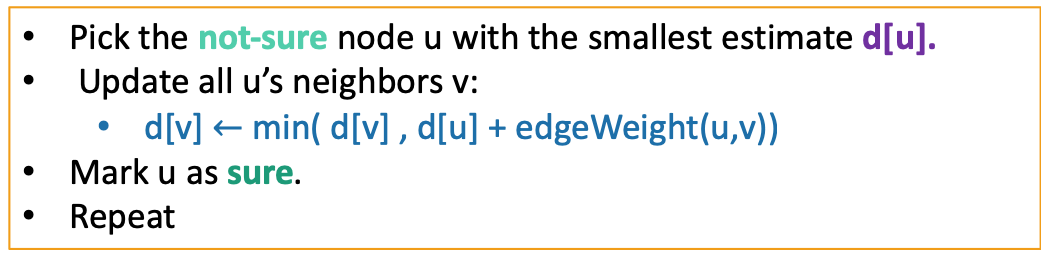 • Pick the not-sure node u with the smallest estimate d[u].
• Update all u’s neighbors v:
• d[v] ← min( d[v] , d[u] + edgeWeight(u,v))
• Mark u as sure.
• Repeat